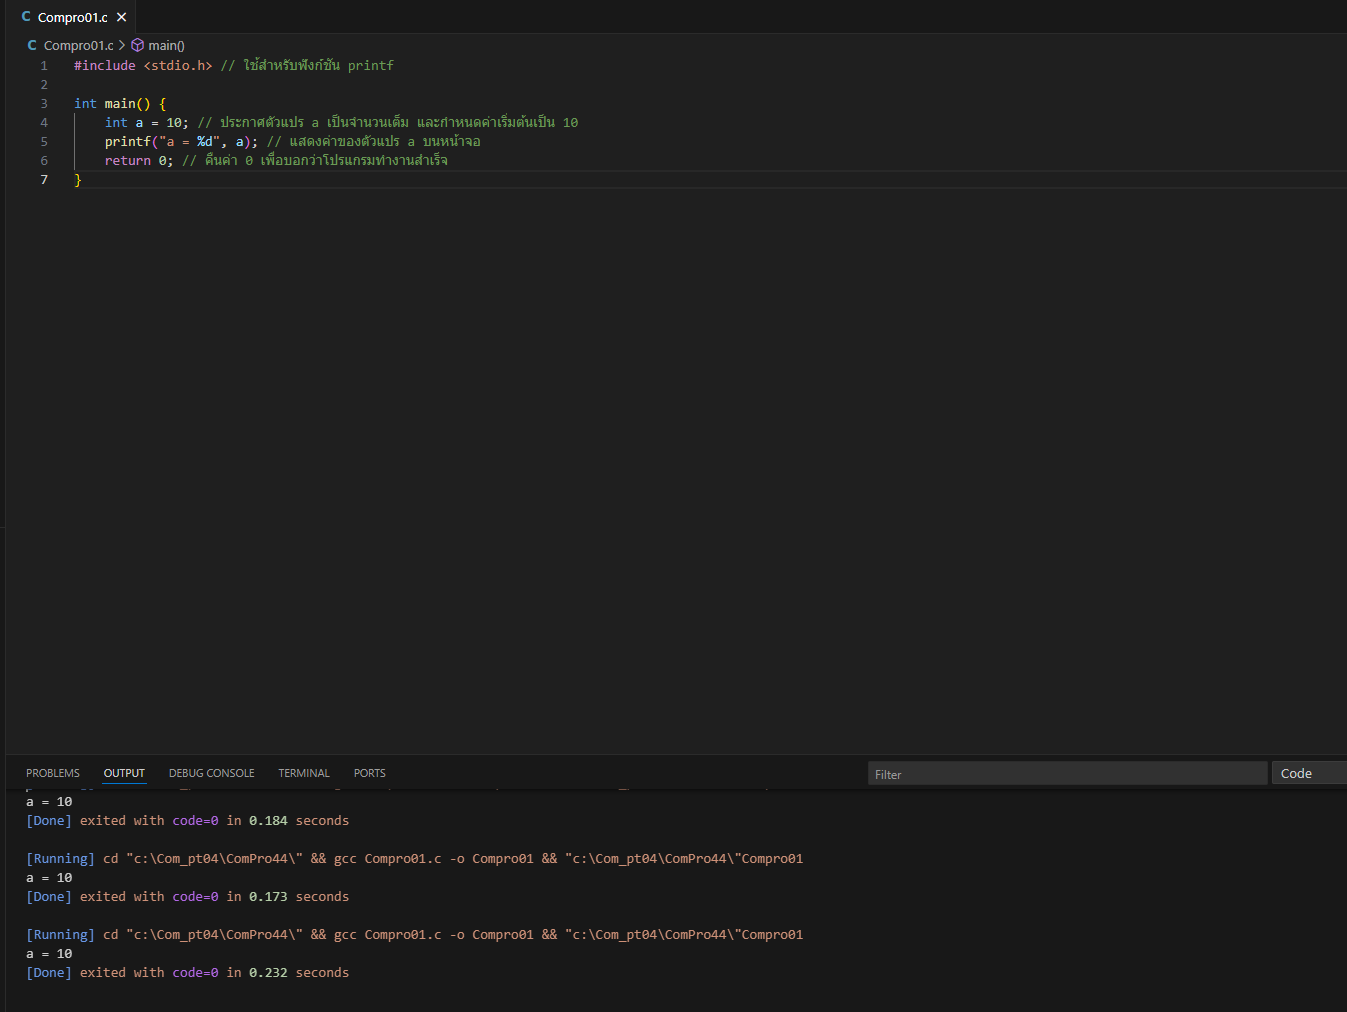 C Compro01.c ×
C Compro01.c > main()
1 #include <stdio.h> // ใช้สำหรับฟังก์ชัน printf
2
3 int main() {
4 int a = 10; // ประกาศตัวแปร a เป็นจำนวนเต็ม และกำหนดค่าเริ่มต้นเป็น 10
5 printf("a = %d", a); // แสดงค่าของตัวแปร a บนหน้าจอ
6 return 0; // คืนค่า 0 เพื่อบอกว่าโปรแกรมทำงานสำเร็จ
7 }
PROBLEMS OUTPUT DEBUG CONSOLE TERMINAL PORTS Filter Code
a = 10
[Done] exited with code=0 in 0.184 seconds
[Running] cd "c:\Com_pt04\ComPro44\" && gcc Compro01.c -o Compro01 && "c:\Com_pt04\ComPro44\"Compro01
a = 10
[Done] exited with code=0 in 0.173 seconds
[Running] cd "c:\Com_pt04\ComPro44\" && gcc Compro01.c -o Compro01 && "c:\Com_pt04\ComPro44\"Compro01
a = 10
[Done] exited with code=0 in 0.232 seconds